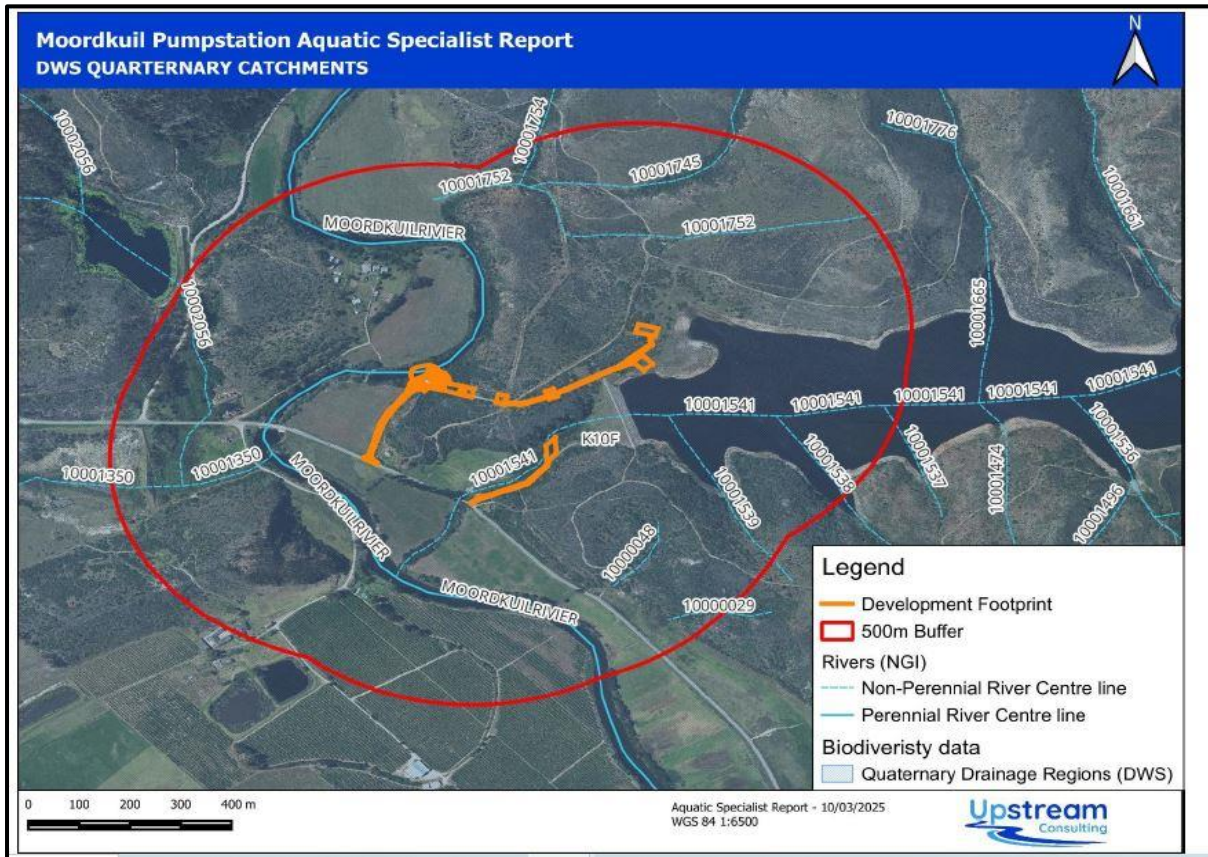 Moordkuil Pumpstation Aquatic Specialist Report
DWS QUARTERNARY CATCHMENTS
N
10002056
10001754
10001776
10001752
10001745
10001661
MOORDKUILRIVIER
10001752
10002056
10001665
10001541
10001541
10001541
10001541
10001541
K10F
10001350
10001350
10001541
10001539
10001538
10001537
10001474
10001536
10001496
MOORDKUILRIVIER
10000048
MOORDKUILRIVIER
10000029
Legend
Development Footprint
500m Buffer
Rivers (NGI)
Non-Perennial River Centre line
Perennial River Centre line
Biodiveristy data
Quaternary Drainage Regions (DWS)
0 100 200 300 400 m
Aquatic Specialist Report - 10/03/2025
WGS 84 1:6500
Upstream
Consulting